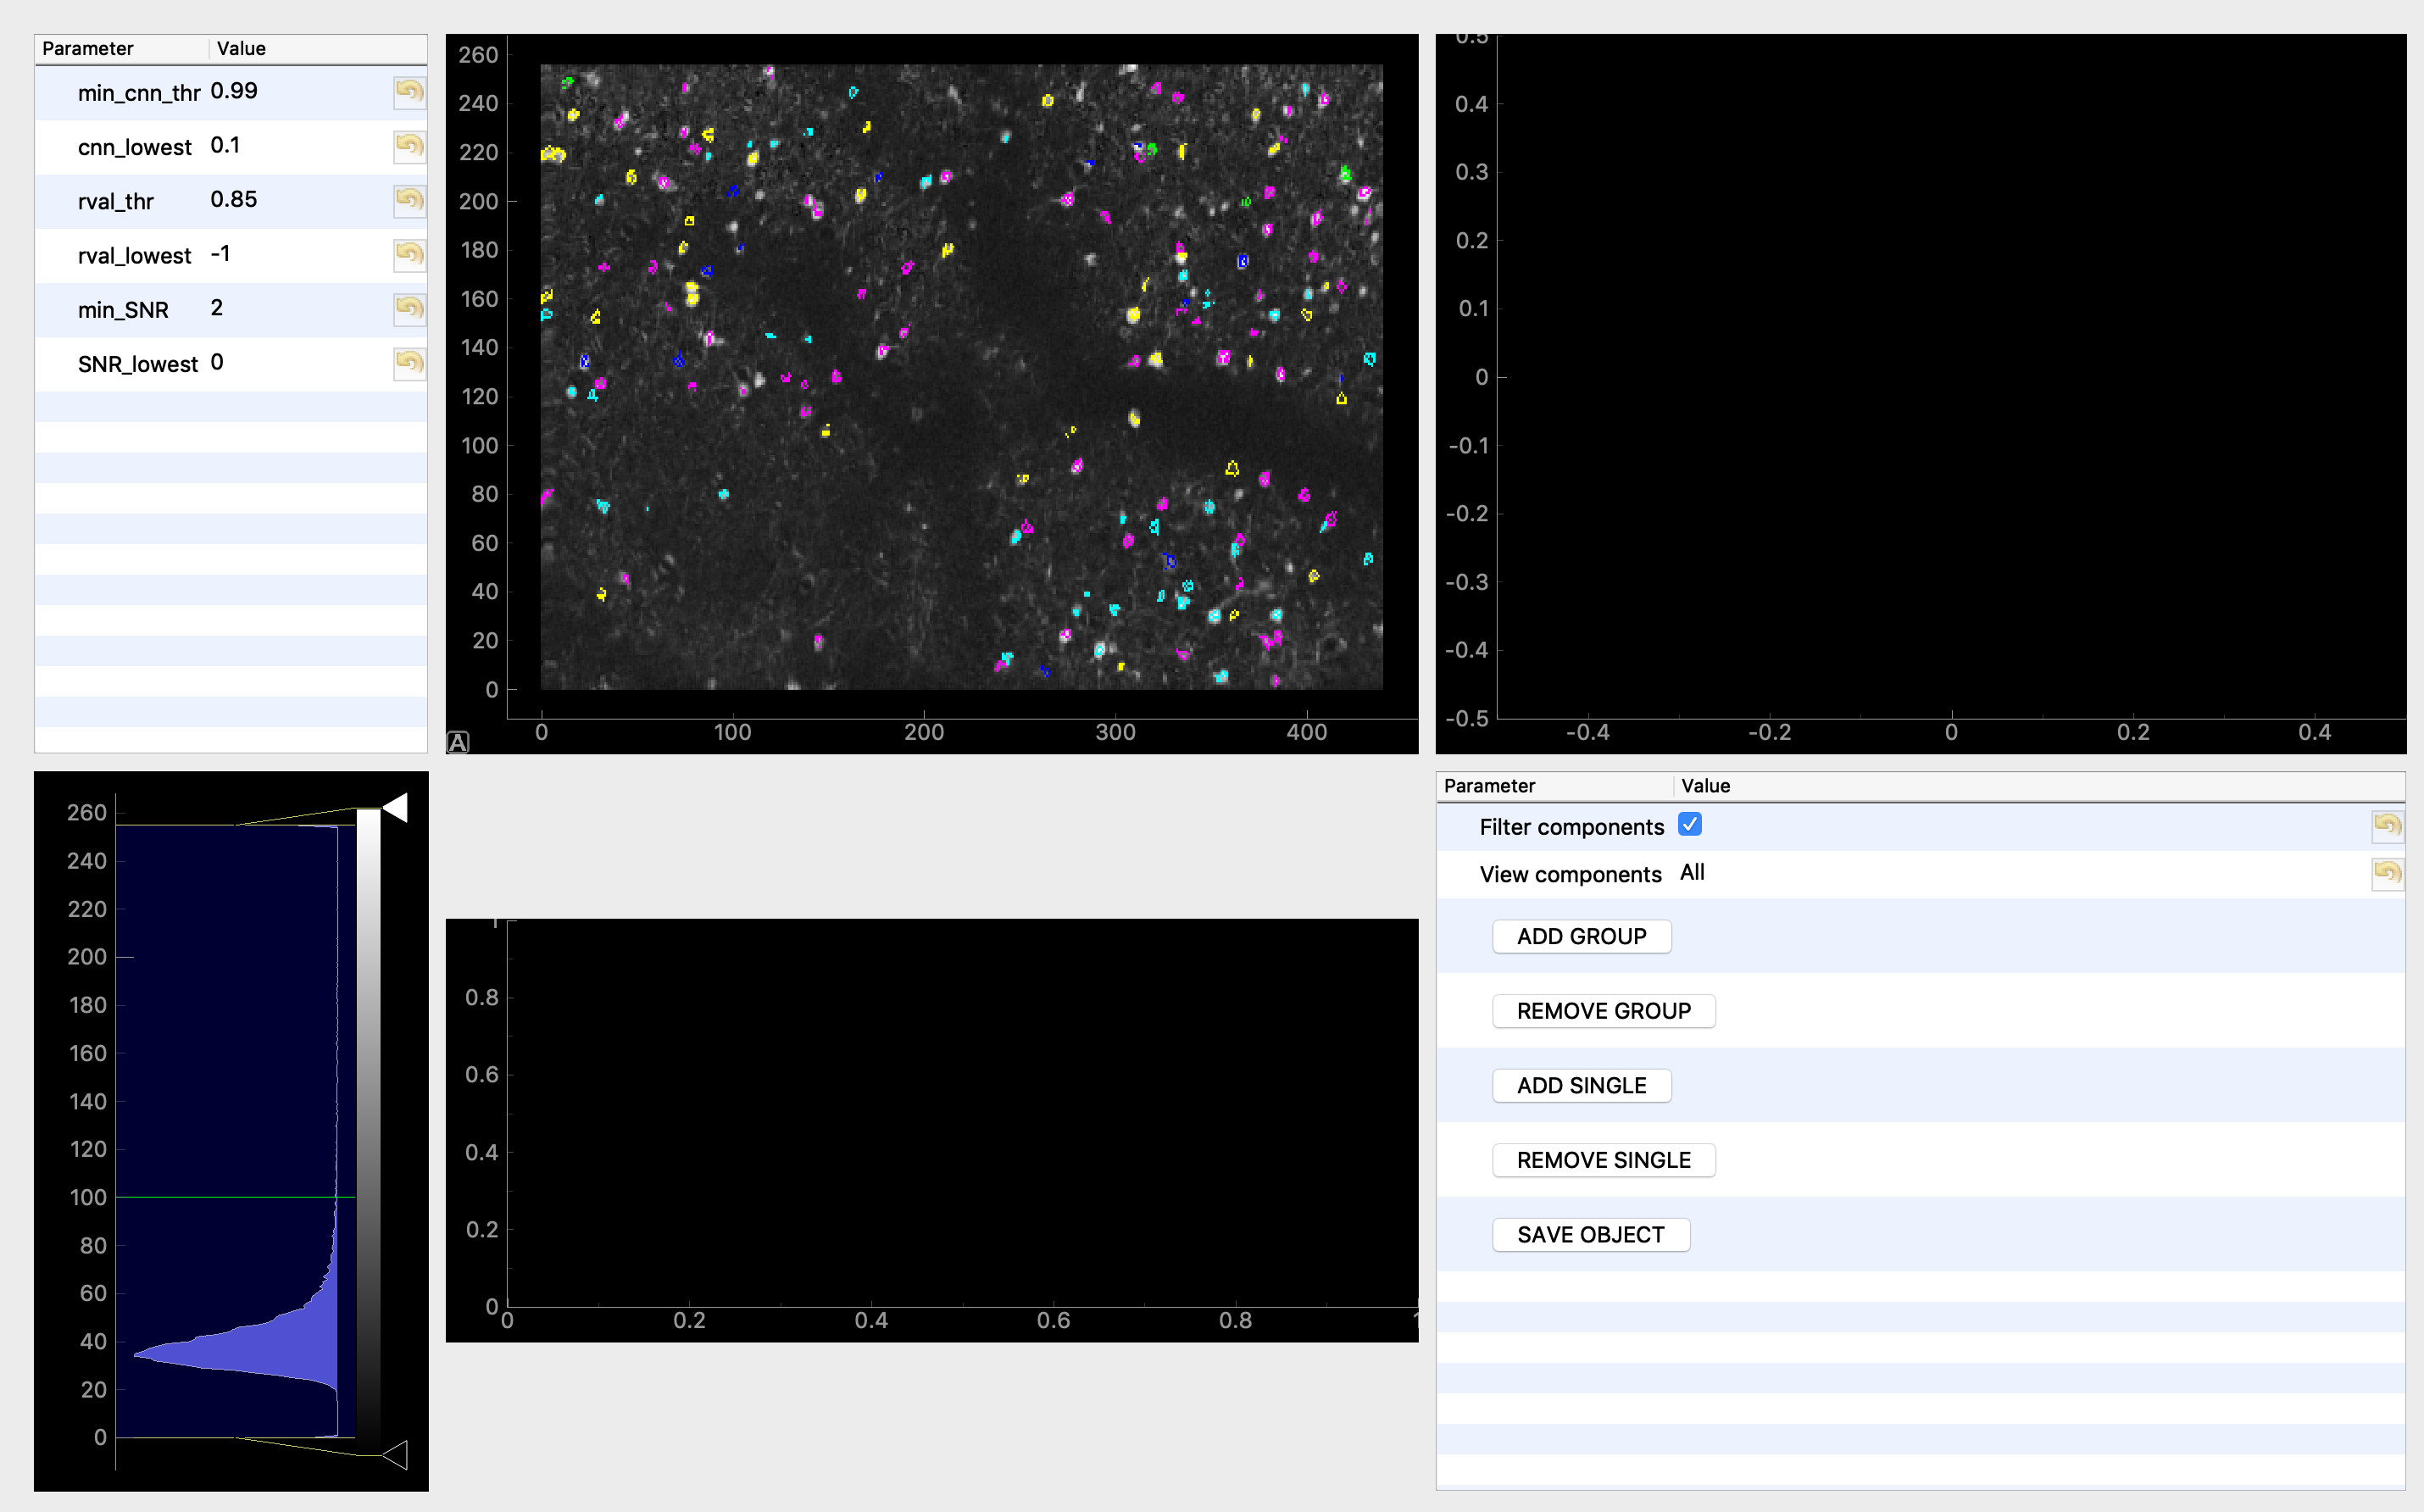 Parameter Value
min_cnn_thr 0.99
cnn_lowest 0.1
rval_thr 0.85
rval_lowest -1
min_SNR 2
SNR_lowest 0
260
240
220
200
180
160
140
120
100
80
60
40
20
0
0 100 200 300 400
A
0.5
0.4
0.3
0.2
0.1
0
-0.1
-0.2
-0.3
-0.4
-0.5
-0.4 -0.2 0 0.2 0.4
260
240
220
200
180
160
140
120
100
80
60
40
20
0
0.8
0.6
0.4
0.2
0
0 0.2 0.4 0.6 0.8
Parameter Value
Filter components
View components All
ADD GROUP
REMOVE GROUP
ADD SINGLE
REMOVE SINGLE
SAVE OBJECT